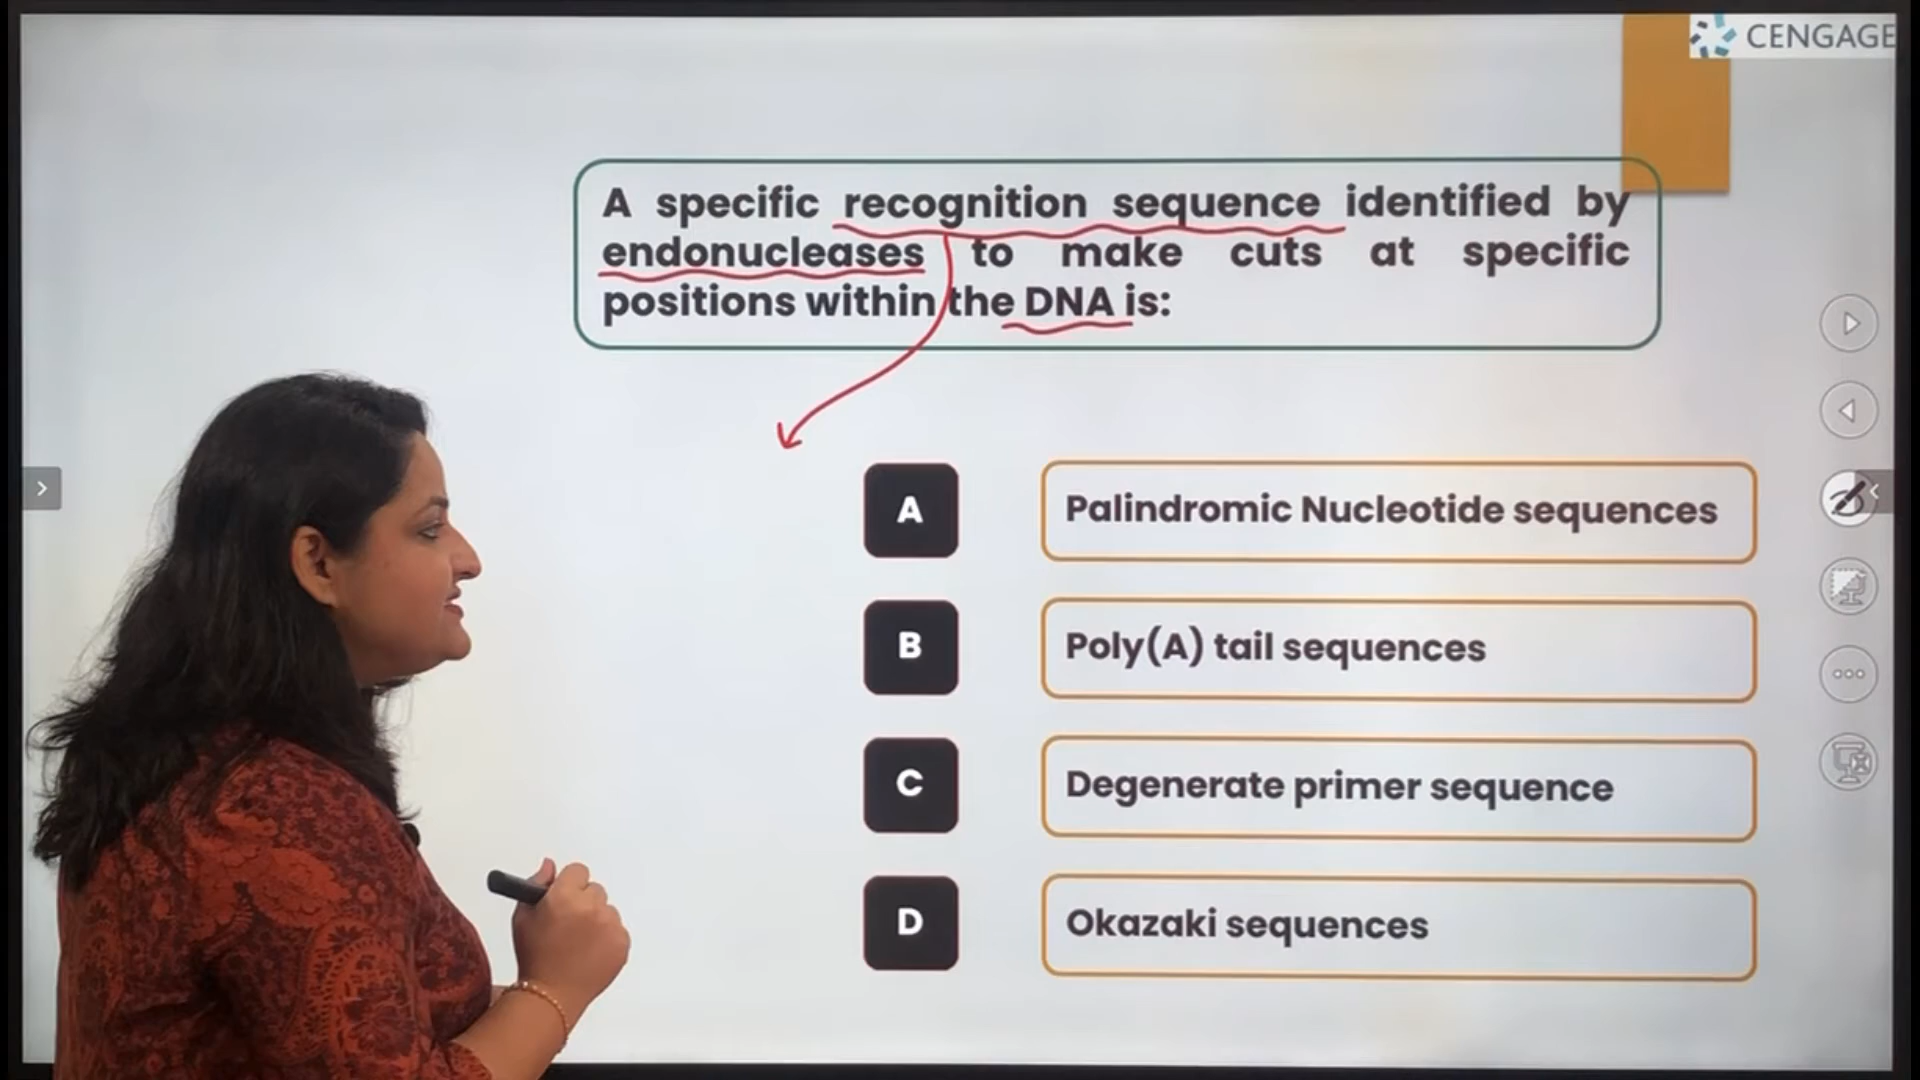 CENGAGE
A specific recognition sequence identified by
endonucleases to make cuts at specific
positions within the DNA is:
A Palindromic Nucleotide sequences
B Poly(A) tail sequences
C Degenerate primer sequence
D Okazaki sequences